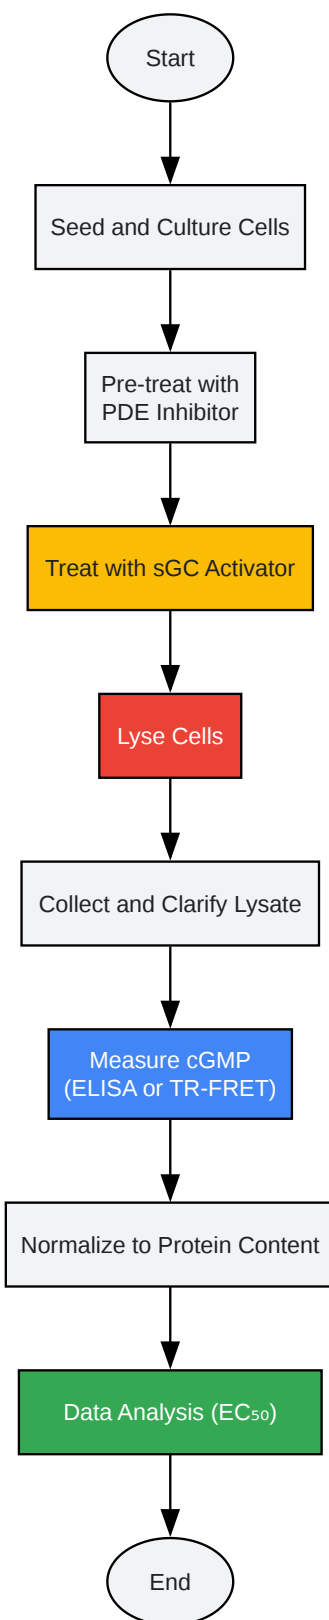 Start
Seed and Culture Cells
Pre-treat with
PDE Inhibitor
Treat with sGC Activator
Lyse Cells
Collect and Clarify Lysate
Measure cGMP
(ELISA or TR-FRET)
Normalize to Protein Content
Data Analysis (EC₅₀)
End